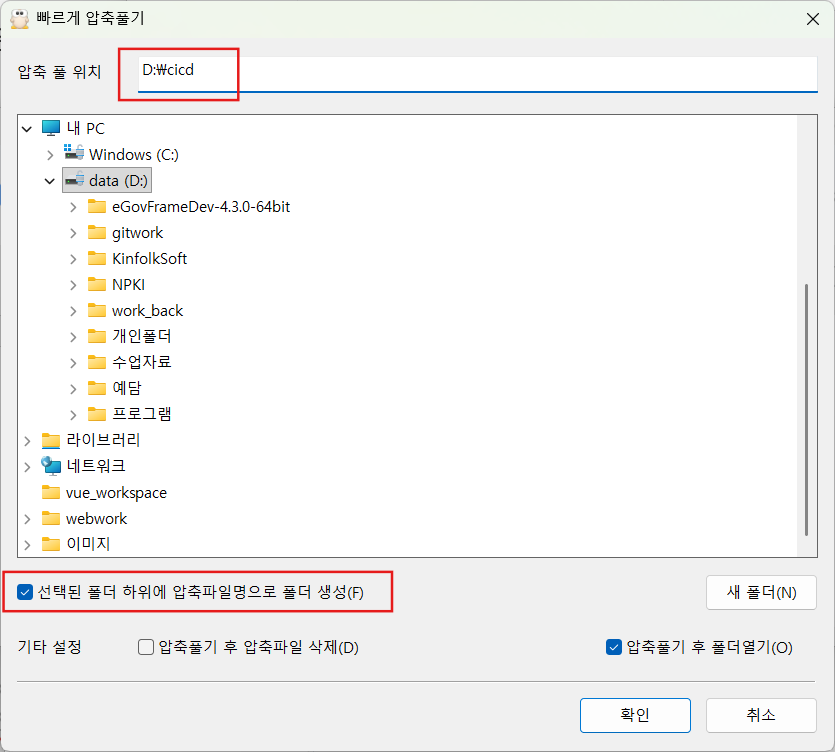 빠르게 압축풀기
압축 풀 위치
D:₩cicd
내 PC
Windows (C:)
data (D:)
eGovFrameDev-4.3.0-64bit
gitwork
KinfolkSoft
NPKI
work_back
개인폴더
수업자료
예담
프로그램
라이브러리
네트워크
vue_workspace
webwork
이미지
선택된 폴더 하위에 압축파일명으로 폴더 생성(F)
새 폴더(N)
기타 설정
압축풀기 후 압축파일 삭제(D)
압축풀기 후 폴더열기(O)
확인
취소